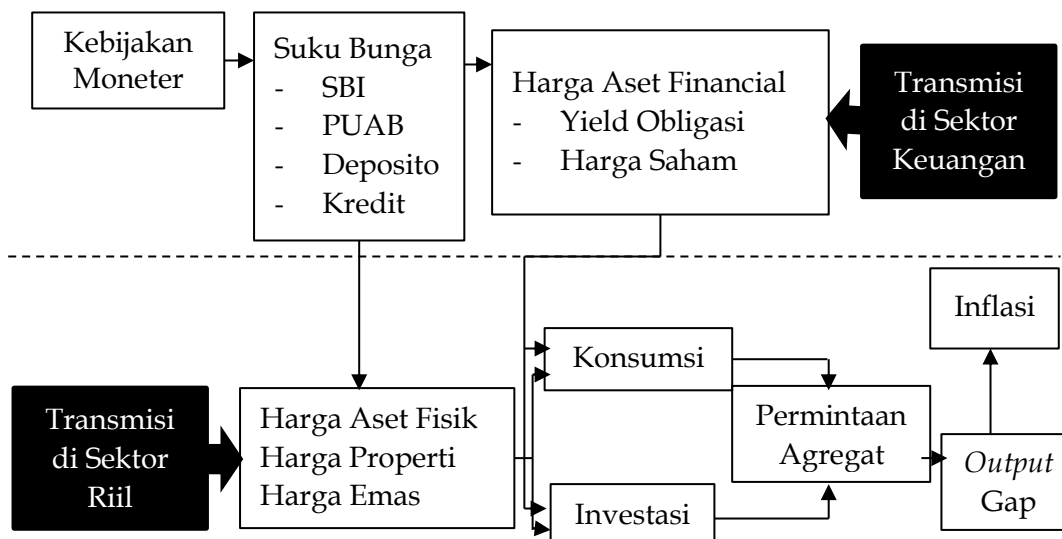 Kebijakan
Moneter
Suku Bunga
- SBI
- PUAB
- Deposito
- Kredit
Harga Aset Financial
- Yield Obligasi
- Harga Saham
Transmisi
di Sektor
Keuangan
Inflasi
Konsumsi
Transmisi
di Sektor
Riil
Harga Aset Fisik
Harga Properti
Harga Emas
Permintaan
Agregat
Output
Gap
Investasi